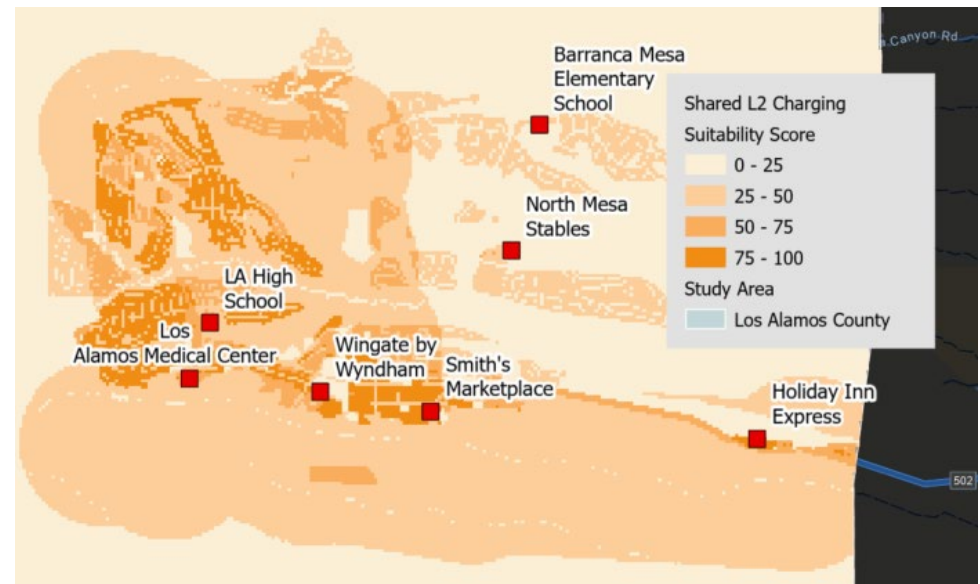 a Canyon Rd
Barranca Mesa
Elementary
School
Shared L2 Charging
Suitability Score
0 - 25
25 - 50
50 - 75
75 - 100
Study Area
Los Alamos County
North Mesa
Stables
LA High
School
Los
Alamos Medical Center
Wingate by
Wyndham
Smith's
Marketplace
Holiday Inn
Express
502